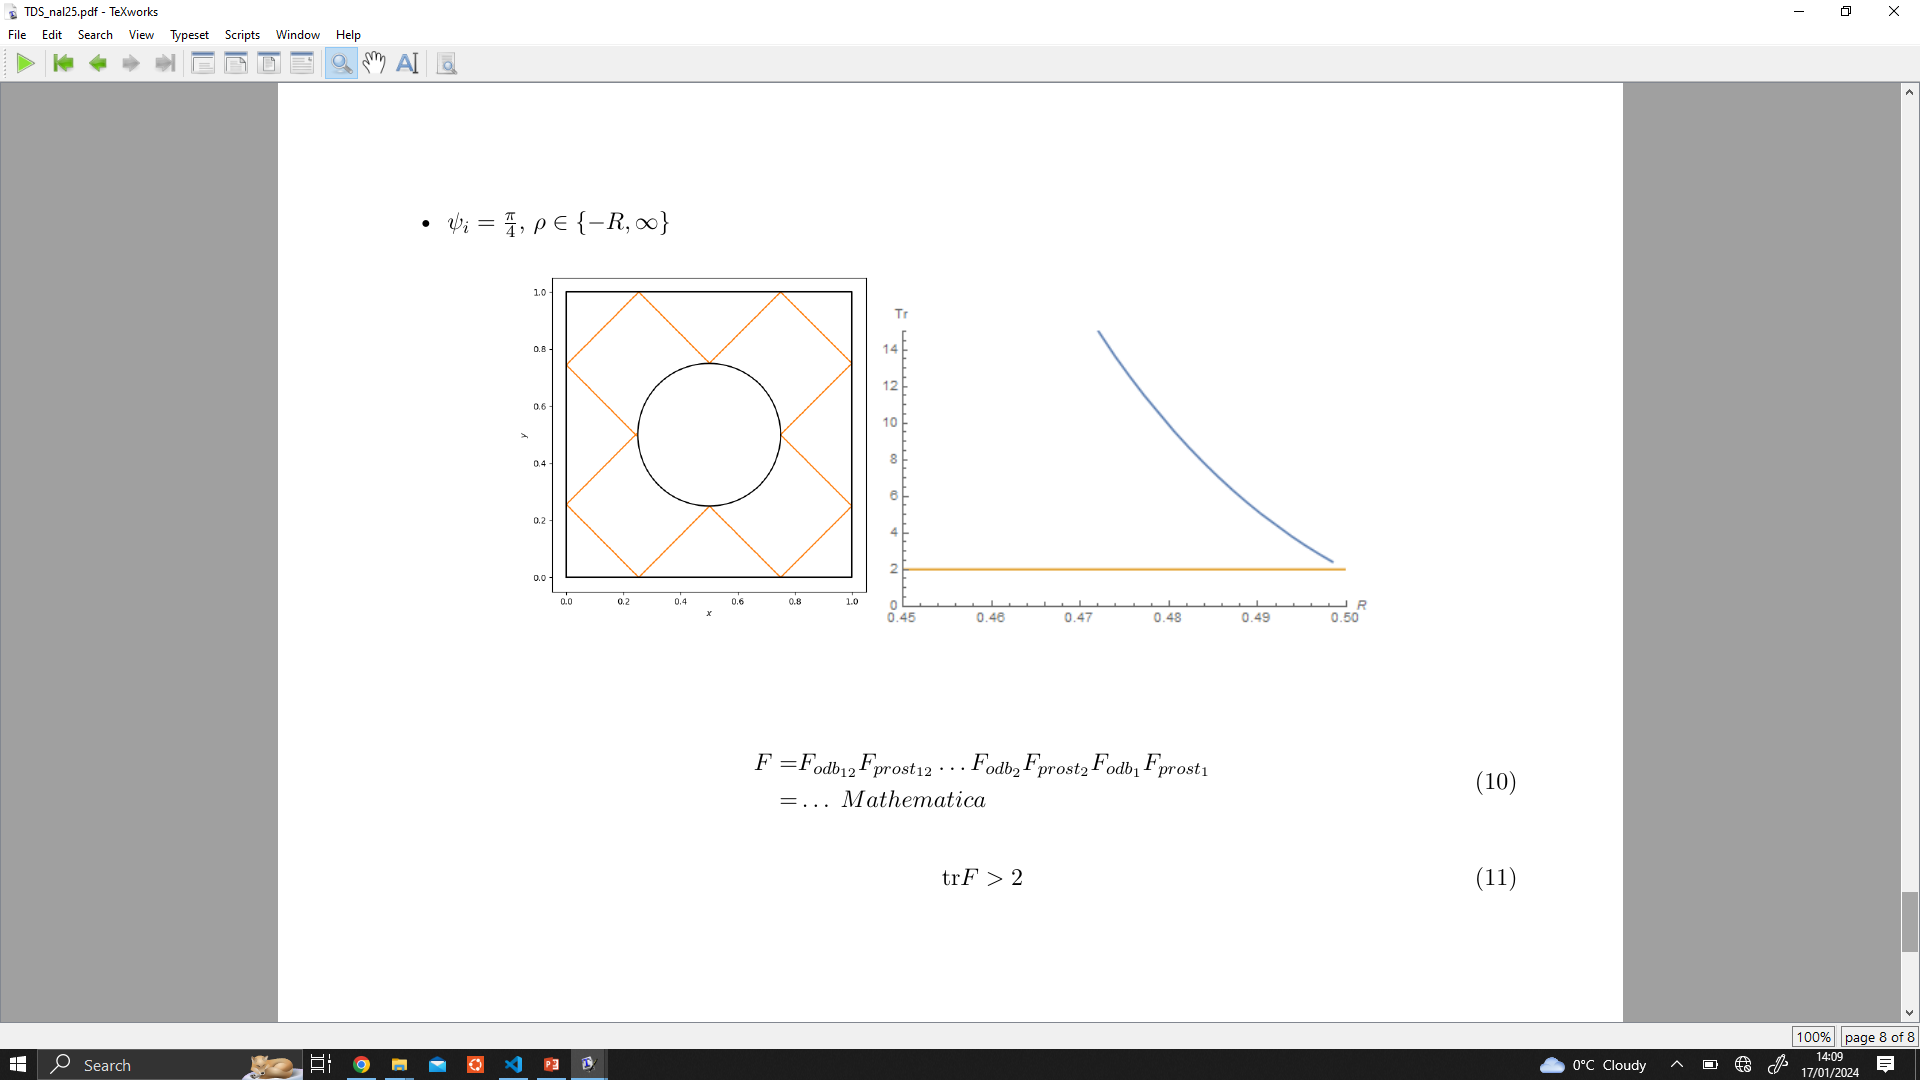 TDS_nal25.pdf - TeXworks
File Edit Search View Typeset Scripts Window Help
• ψᵢ = π/4, ρ ∈ {−R, ∞}
1.0
0.8
0.6
0.4
0.2
0.0
y
0.0 0.2 0.4 0.6 0.8 1.0
x
Tr
14
12
10
8
6
4
2
0
0.45 0.46 0.47 0.48 0.49 0.50
R
F =F_{odb_{12}}F_{prost_{12}} … F_{odb_2}F_{prost_2}F_{odb_1}F_{prost_1}
=… Mathematica
(10)
trF > 2 (11)
100% page 8 of 8
Search
0°C Cloudy
14:09
17/01/2024